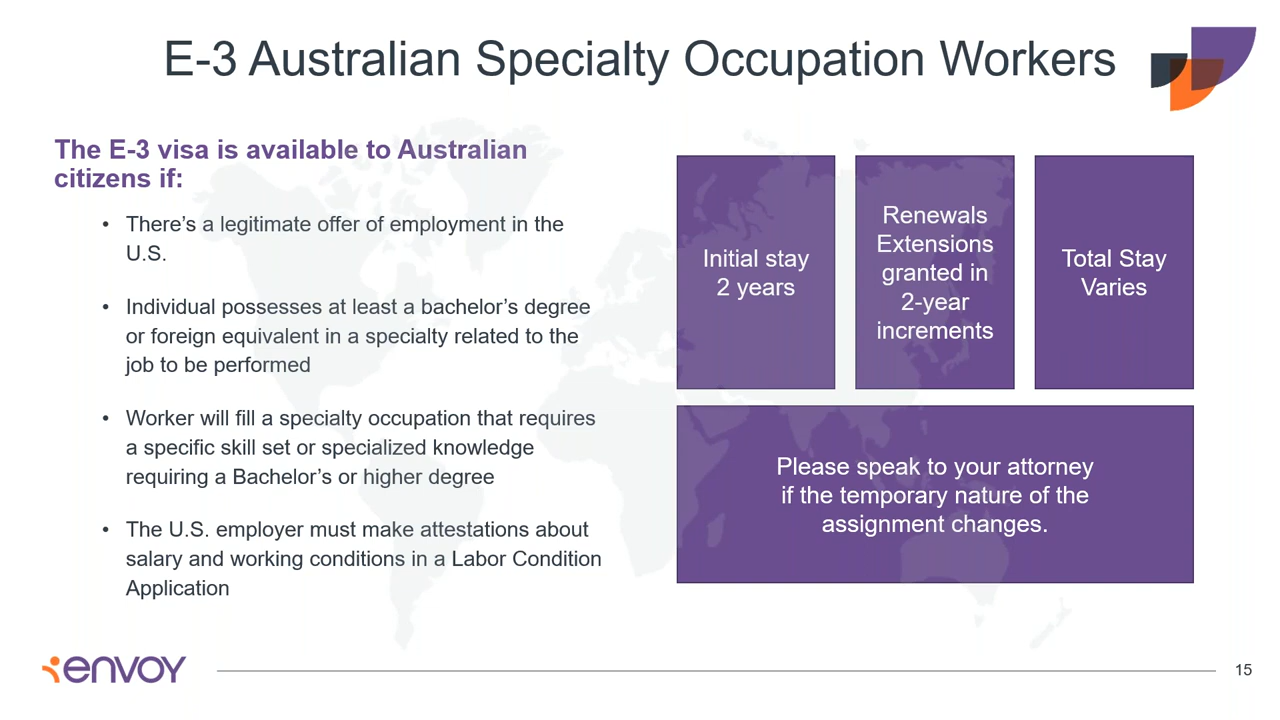 E-3 Australian Specialty Occupation Workers
The E-3 visa is available to Australian
citizens if:
• There’s a legitimate offer of employment in the
U.S.
• Individual possesses at least a bachelor’s degree
or foreign equivalent in a specialty related to the
job to be performed
• Worker will fill a specialty occupation that requires
a specific skill set or specialized knowledge
requiring a Bachelor’s or higher degree
• The U.S. employer must make attestations about
salary and working conditions in a Labor Condition
Application
Initial stay
2 years
Renewals
Extensions
granted in
2-year
increments
Total Stay
Varies
Please speak to your attorney
if the temporary nature of the
assignment changes.
envoy
15